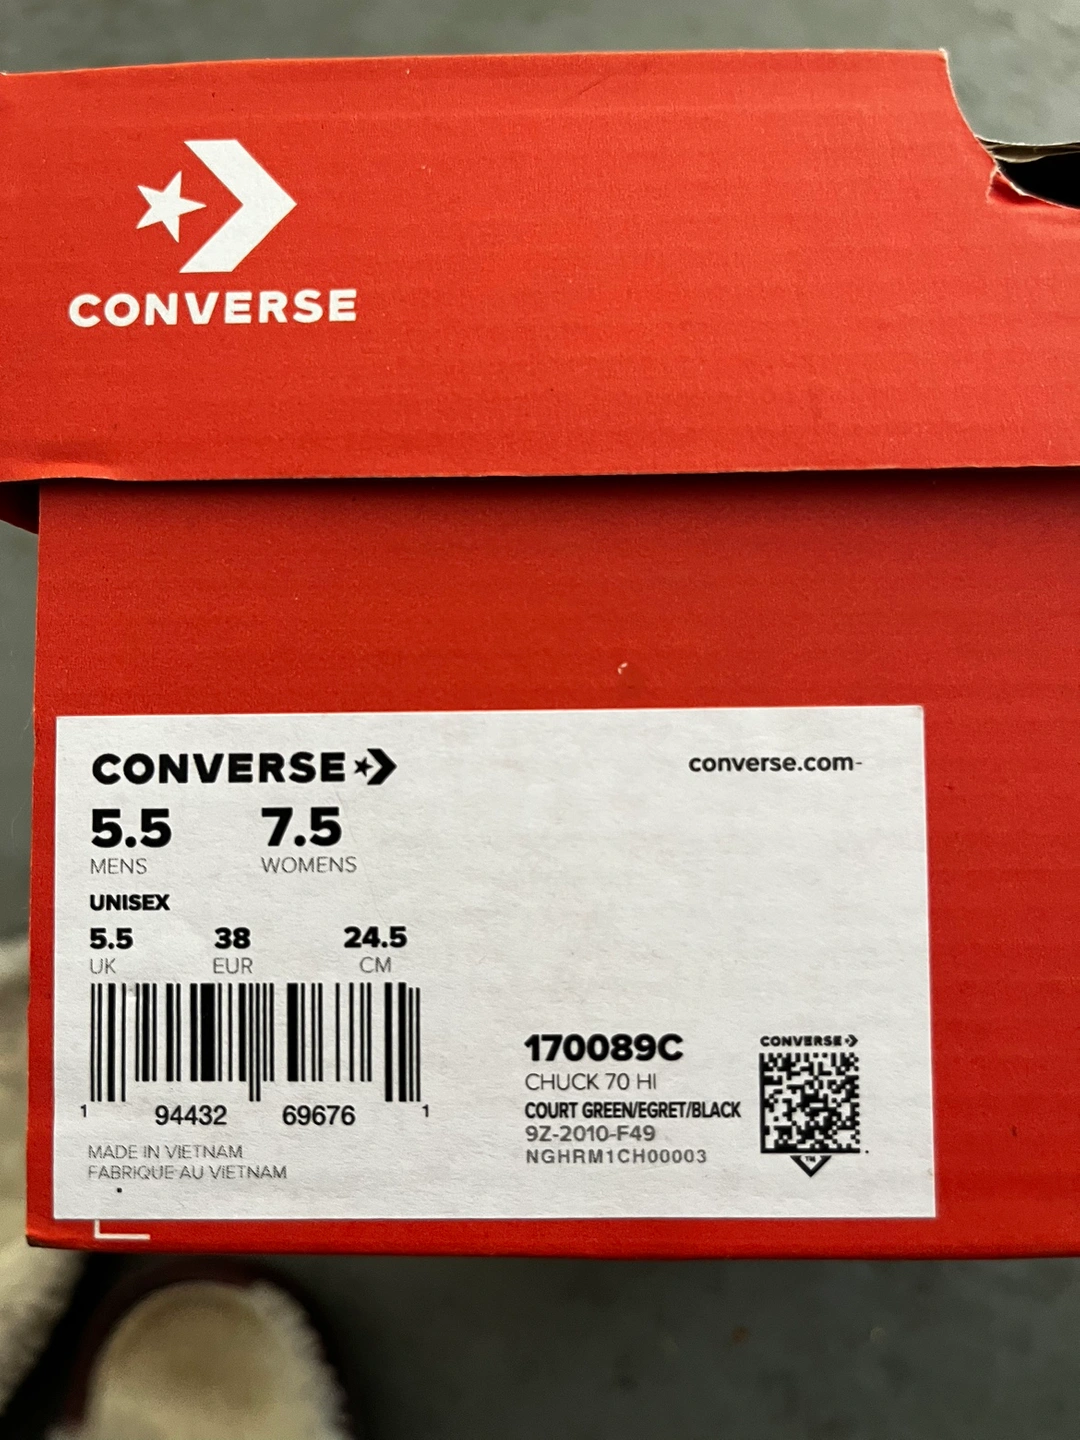 CONVERSE
CONVERSE
converse.com-
5.5 7.5
MENS WOMENS
UNISEX
5.5 38 24.5
UK EUR CM
1 94432 69676 1
MADE IN VIETNAM
FABRIQUE AU VIETNAM
170089C
CHUCK 70 HI
COURT GREEN/EGRET/BLACK
9Z-2010-F49
NGHRM1CH00003
CONVERSE
TM